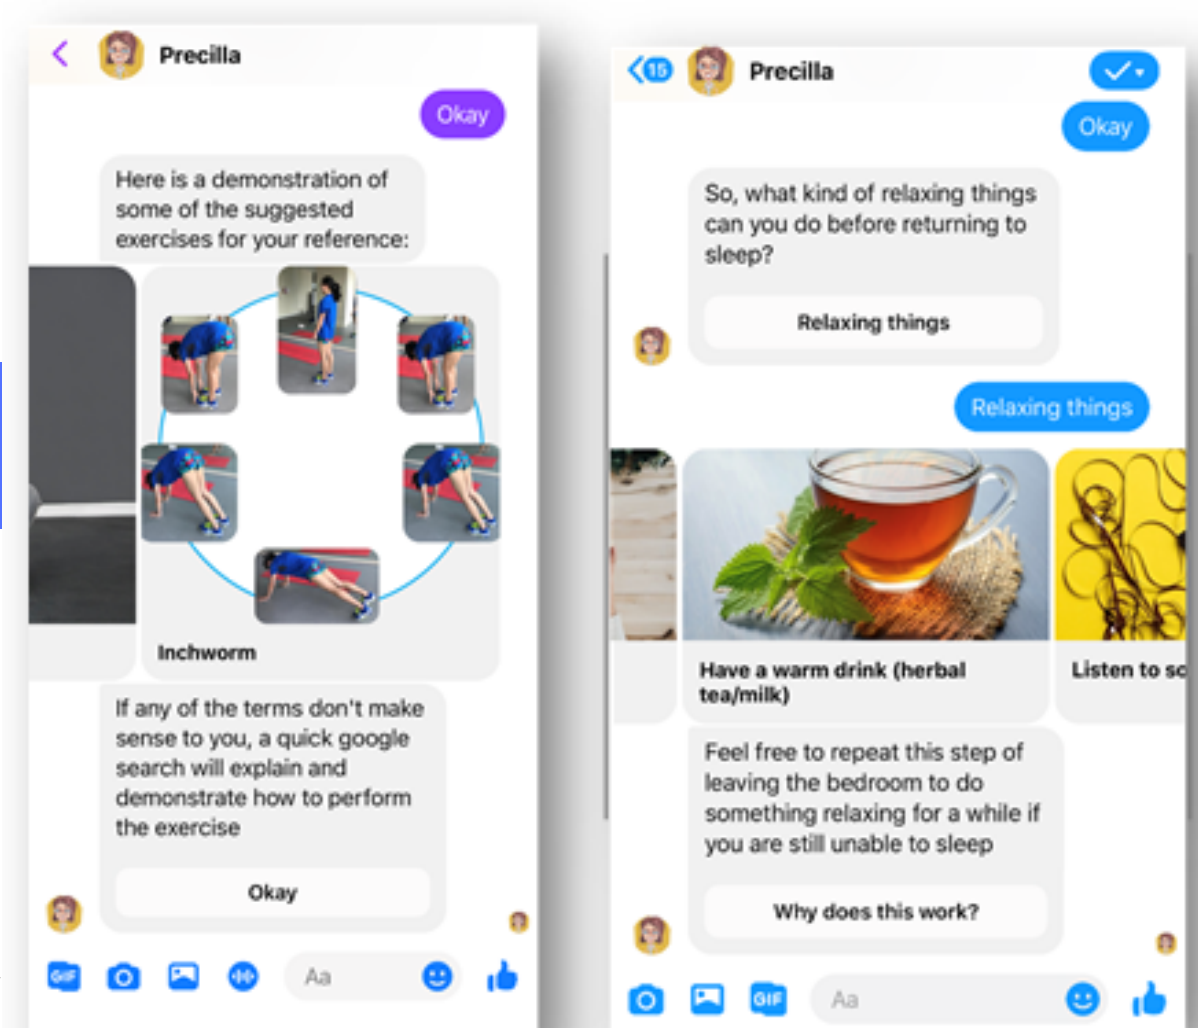 Precilla
Okay
Here is a demonstration of
some of the suggested
exercises for your reference:
Inchworm
If any of the terms don't make
sense to you, a quick google
search will explain and
demonstrate how to perform
the exercise
Okay
GIF
Aa
15
Precilla
Okay
So, what kind of relaxing things
can you do before returning to
sleep?
Relaxing things
Relaxing things
Have a warm drink (herbal
tea/milk)
Listen to so
Feel free to repeat this step of
leaving the bedroom to do
something relaxing for a while if
you are still unable to sleep
Why does this work?
GIF
Aa